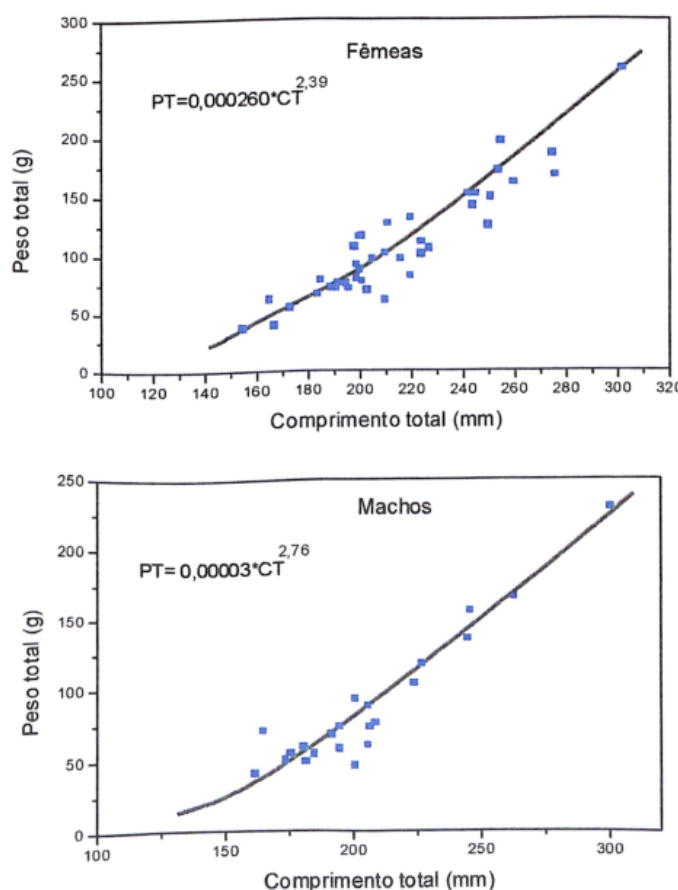 300
250
200
150
100
50
0
Peso total (g)
Fêmeas
PT=0,000260*CT^2,39
100 120 140 160 180 200 220 240 260 280 300 320
Comprimento total (mm)
250
200
150
100
50
0
Peso total (g)
Machos
PT= 0,00003*CT^2,76
100 150 200 250 300
Comprimento total (mm)